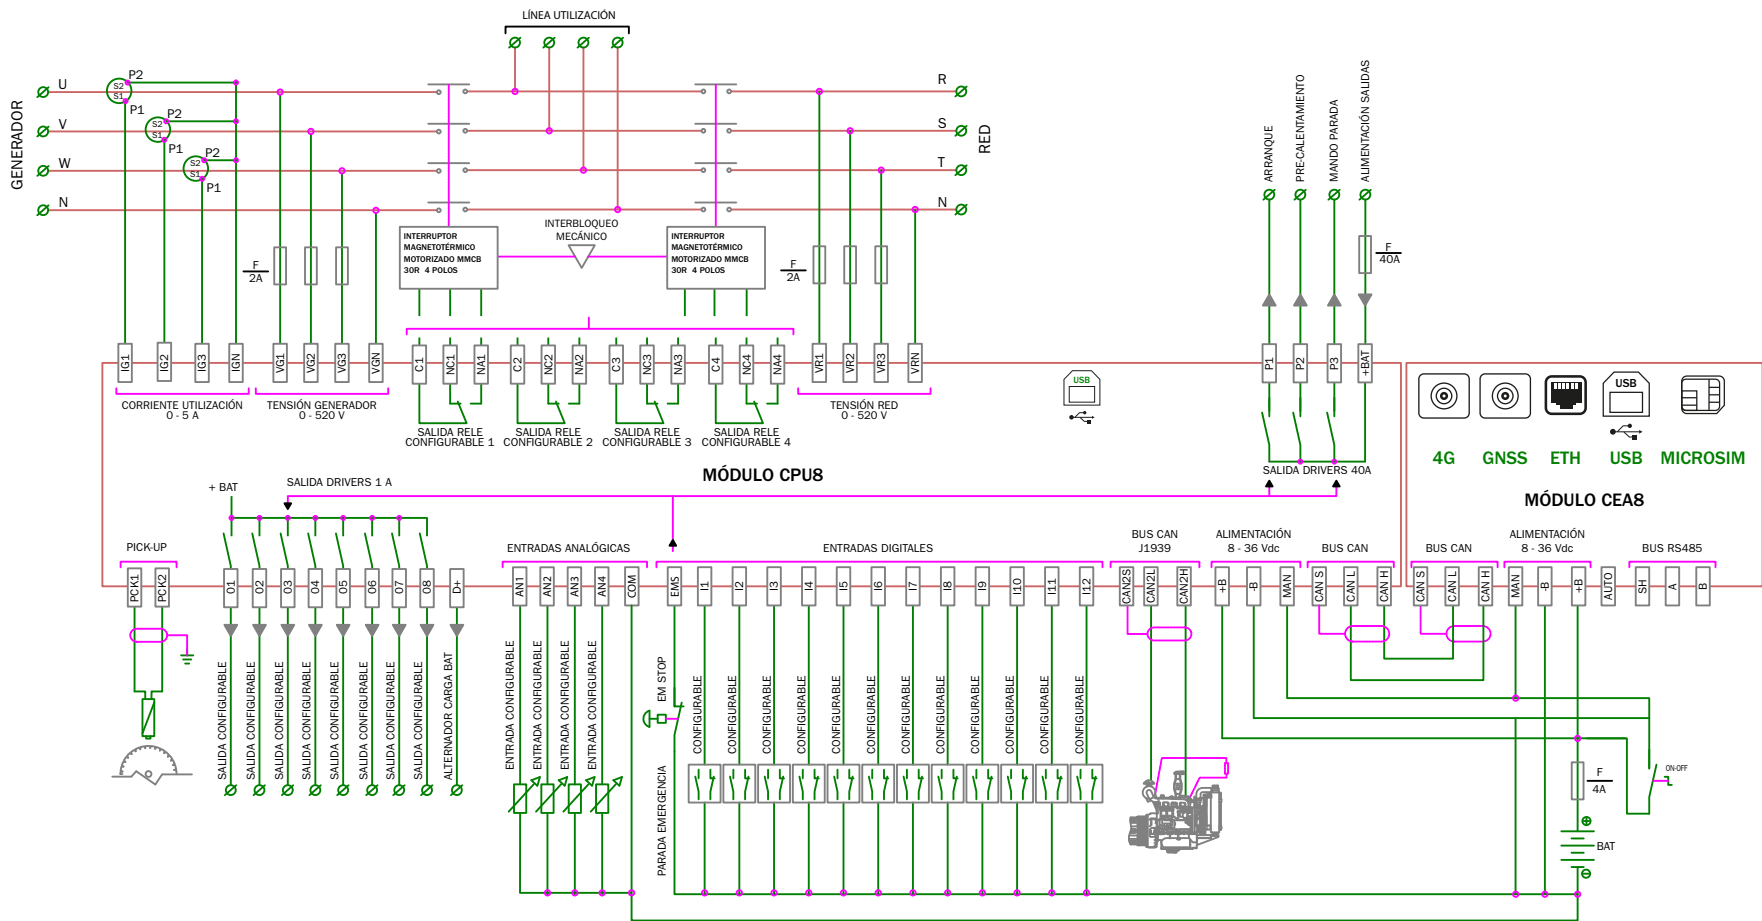 LÍNEA UTILIZACIÓN
GENERADOR
U
V
W
N
S2
S1
P2
P1
S2
S1
P2
P1
S2
S1
P2
P1
R
S
T
N
RED
INTERRUPTOR
MAGNETOTÉRMICO
MOTORIZADO MMCB
30R 4 POLOS
INTERBLOQUEO
MECÁNICO
INTERRUPTOR
MAGNETOTÉRMICO
MOTORIZADO MMCB
30R 4 POLOS
F
2A
F
2A
ARRANQUE
PRE-CALENTAMIENTO
MANDO PARADA
ALIMENTACIÓN SALIDAS
F
40A
IG1
IG2
IG3
IGN
VG1
VG2
VG3
VGN
C1
NC1
NA1
C2
NC2
NA2
C3
NC3
NA3
C4
NC4
NA4
VR1
VR2
VR3
VRN
P1
P2
P3
+BAT
CORRIENTE UTILIZACIÓN
0 - 5 A
TENSIÓN GENERADOR
0 - 520 V
SALIDA RELE
CONFIGURABLE 1
SALIDA RELE
CONFIGURABLE 2
SALIDA RELE
CONFIGURABLE 3
SALIDA RELE
CONFIGURABLE 4
TENSIÓN RED
0 - 520 V
USB
SALIDA DRIVERS 40A
USB
4G
GNSS
ETH
USB
MICROSIM
MÓDULO CPU8
MÓDULO CEA8
+ BAT
SALIDA DRIVERS 1 A
PICK-UP
ENTRADAS ANALÓGICAS
ENTRADAS DIGITALES
BUS CAN
J1939
ALIMENTACIÓN
8 - 36 Vdc
BUS CAN
BUS CAN
ALIMENTACIÓN
8 - 36 Vdc
BUS RS485
PCK1
PCK2
01
02
03
04
05
06
07
08
D+
AN1
AN2
AN3
AN4
COM
EMS
I1
I2
I3
I4
I5
I6
I7
I8
I9
I10
I11
I12
CAN2S
CAN2L
CAN2H
+B
-B
MAN
CAN S
CAN L
CAN H
CAN S
CAN L
CAN H
MAN
-B
+B
AUTO
SH
A
B
SALIDA CONFIGURABLE
SALIDA CONFIGURABLE
SALIDA CONFIGURABLE
SALIDA CONFIGURABLE
SALIDA CONFIGURABLE
SALIDA CONFIGURABLE
SALIDA CONFIGURABLE
SALIDA CONFIGURABLE
ALTERNADOR CARGA BAT
ENTRADA CONFIGURABLE
ENTRADA CONFIGURABLE
ENTRADA CONFIGURABLE
ENTRADA CONFIGURABLE
EM STOP
PARADA EMERGENCIA
CONFIGURABLE
CONFIGURABLE
CONFIGURABLE
CONFIGURABLE
CONFIGURABLE
CONFIGURABLE
CONFIGURABLE
CONFIGURABLE
CONFIGURABLE
CONFIGURABLE
CONFIGURABLE
CONFIGURABLE
F
4A
ON-OFF
BAT